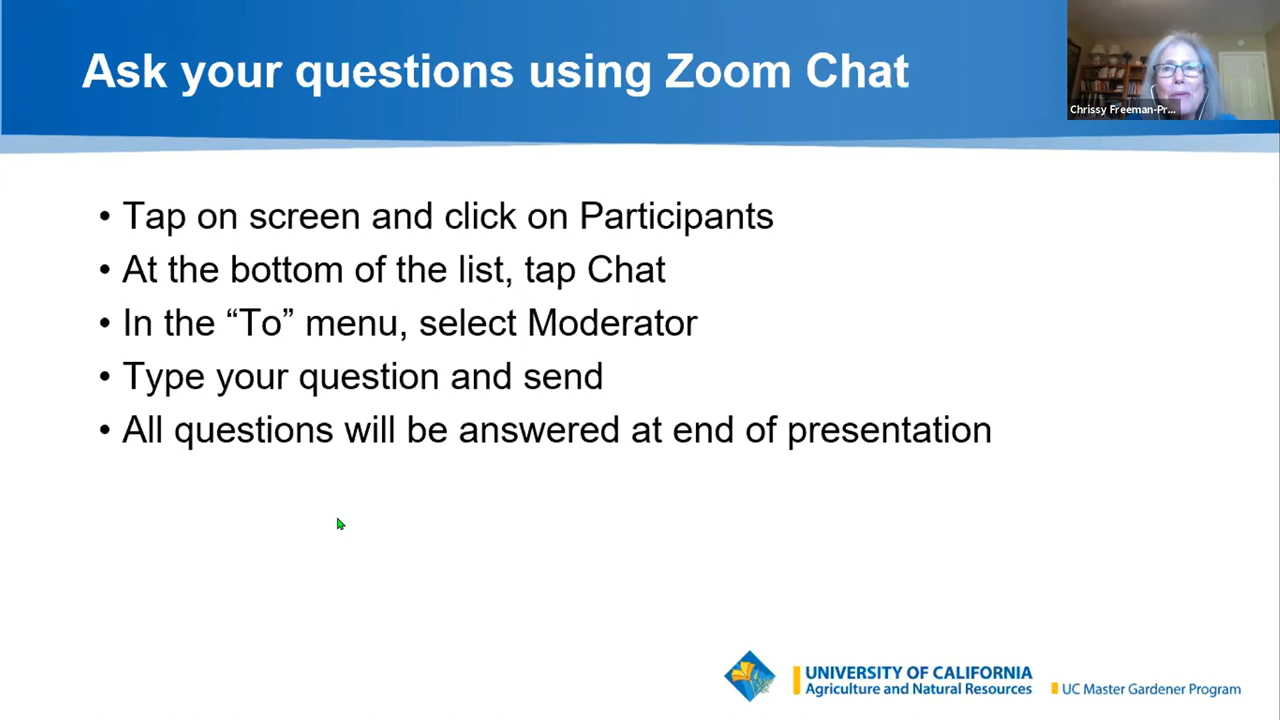 Ask your questions using Zoom Chat
Chrissy Freeman-Pr...
• Tap on screen and click on Participants
• At the bottom of the list, tap Chat
• In the “To” menu, select Moderator
• Type your question and send
• All questions will be answered at end of presentation
UNIVERSITY OF CALIFORNIA
Agriculture and Natural Resources
UC Master Gardener Program